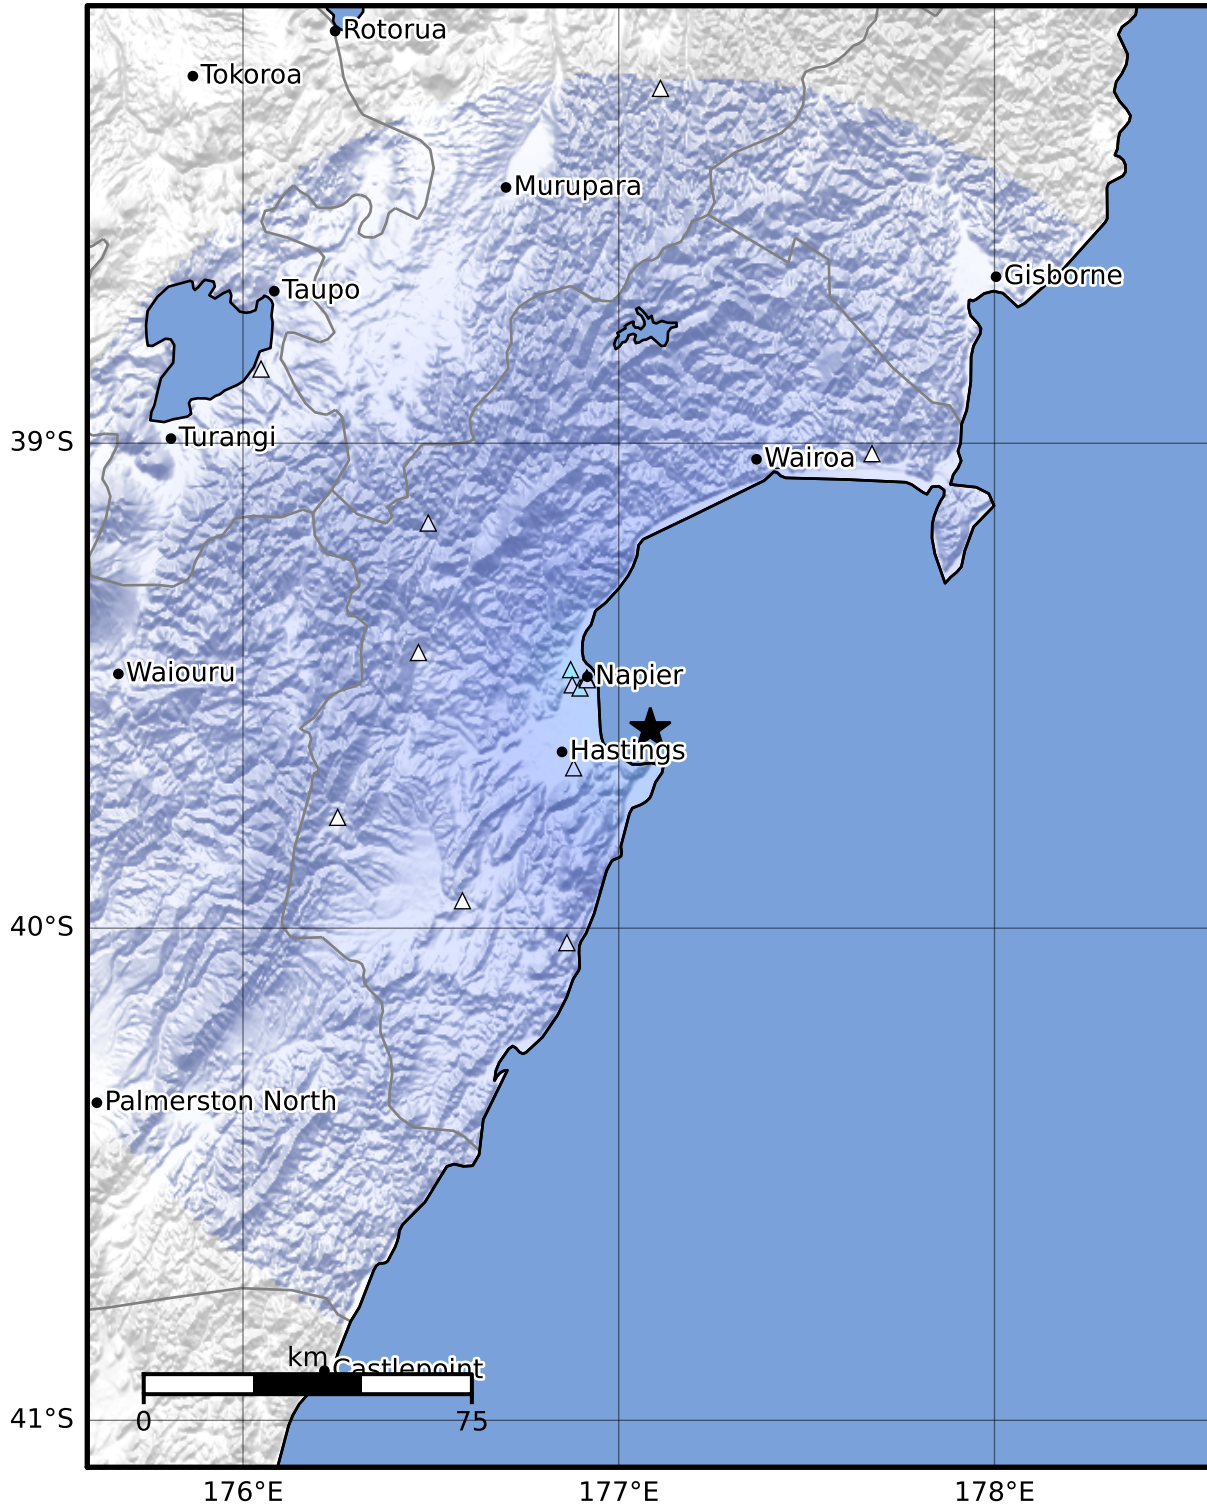 Rotorua
Tokoroa
Murupara
Gisborne
Taupo
Turangi
39°S
Wairoa
Waiouru
Napier
Hastings
40°S
Palmerston North
km
Castlepoint
0
75
41°S
176°E
177°E
178°E